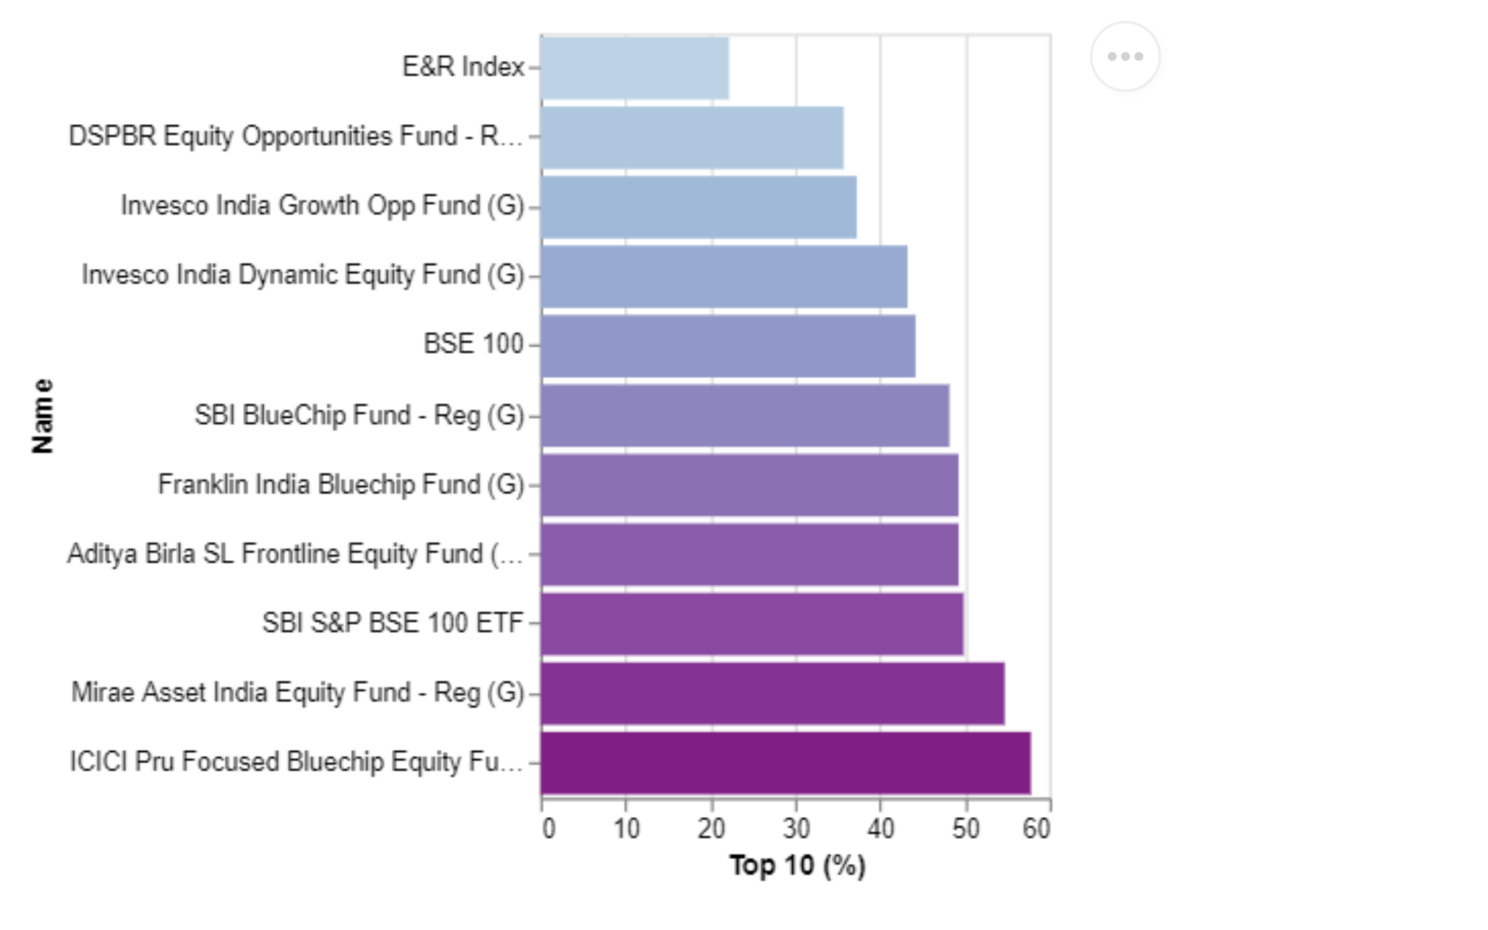 E&R Index
DSPBR Equity Opportunities Fund - R...
Invesco India Growth Opp Fund (G)
Invesco India Dynamic Equity Fund (G)
BSE 100
SBI BlueChip Fund - Reg (G)
Franklin India Bluechip Fund (G)
Aditya Birla SL Frontline Equity Fund (...
SBI S&P BSE 100 ETF
Mirae Asset India Equity Fund - Reg (G)
ICICI Pru Focused Bluechip Equity Fu...
Name
0 10 20 30 40 50 60
Top 10 (%)